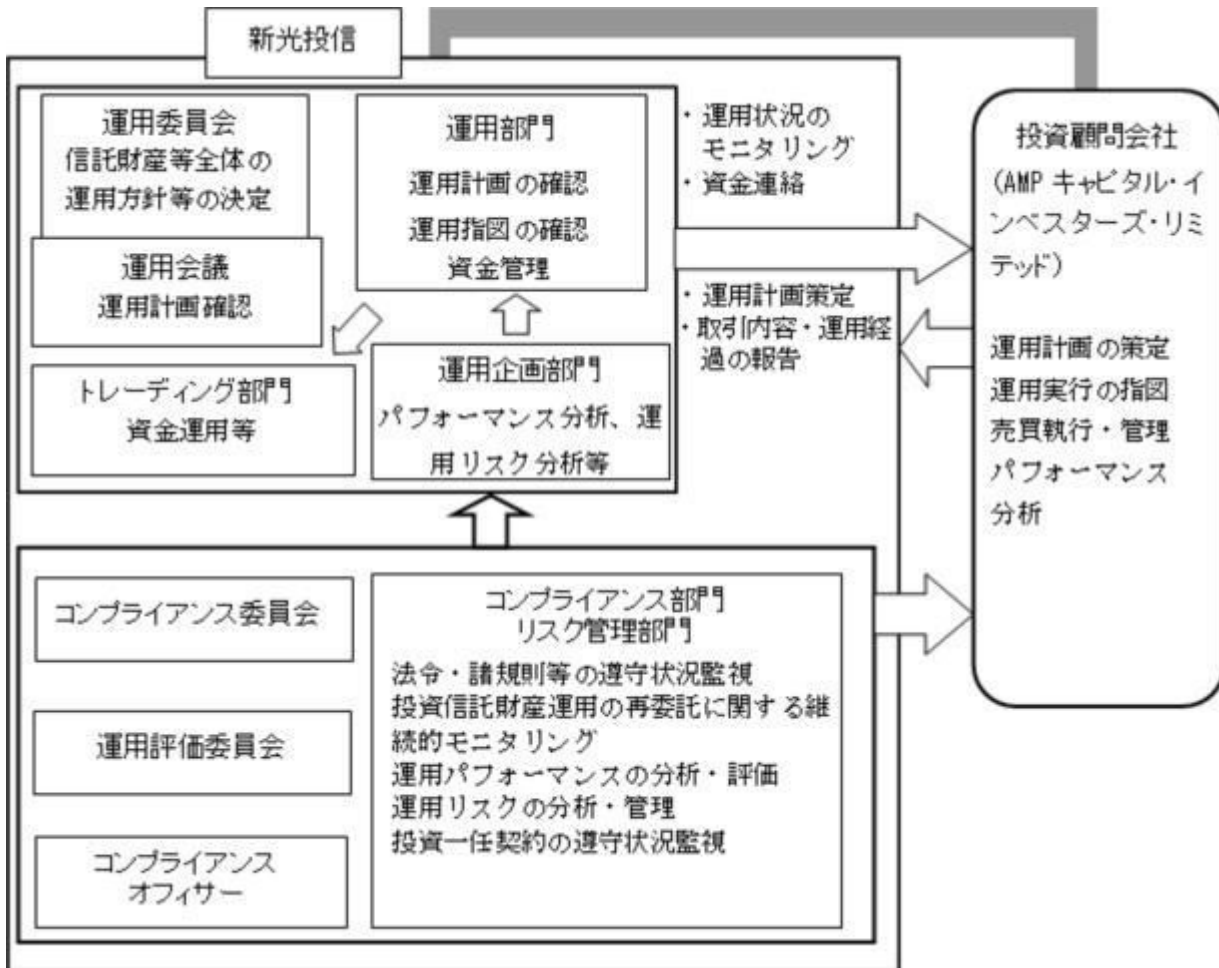 新光投信
運用委員会
信託財産等全体の
運用方針等の決定
運用会議
運用計画確認
トレーディング部門
資金運用等
運用部門
運用計画の確認
運用指図の確認
資金管理
運用企画部門
パフォーマンス分析、運
用リスク分析等
・運用状況の
モニタリング
・資金連絡
・運用計画策定
・取引内容・運用経
過の報告
投資顧問会社
(AMPキャピタル・イ
ンベスターズ・リミ
テッド)
運用計画の策定
運用実行の指図
売買執行・管理
パフォーマンス
分析
コンプライアンス委員会
運用評価委員会
コンプライアンス
オフィサー
コンプライアンス部門
リスク管理部門
法令・諸規則等の遵守状況監視
投資信託財産運用の再委託に関する継
続的モニタリング
運用パフォーマンスの分析・評価
運用リスクの分析・管理
投資一任契約の遵守状況監視